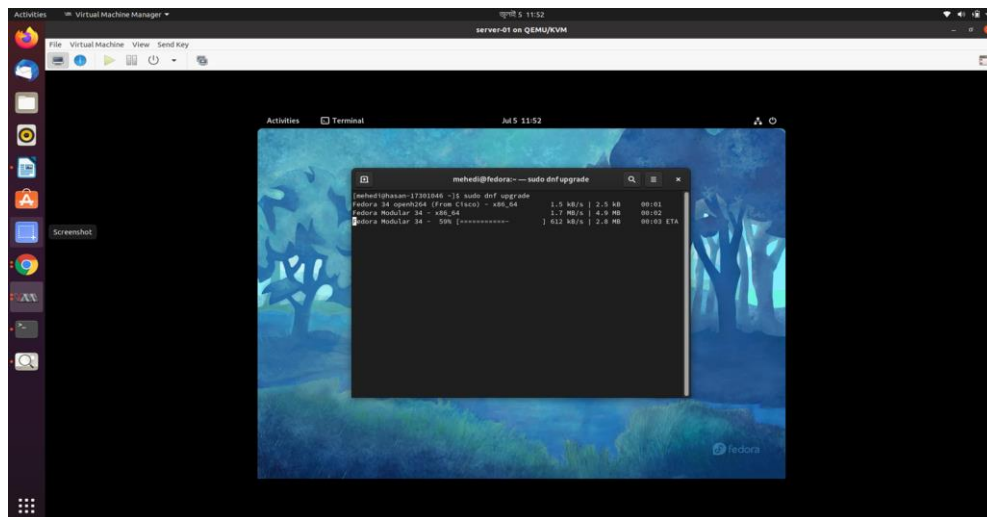 Activities Virtual Machine Manager জুলাই 5 11:52
server-01 on QEMU/KVM
File Virtual Machine View Send Key
Activities Terminal Jul 5 11:52
mehedi@fedora:~ — sudo dnf upgrade
[mehedi@hasan-17301046 ~]$ sudo dnf upgrade
Fedora 34 openh264 (From Cisco) - x86_64 1.5 kB/s | 2.5 kB 00:01
Fedora Modular 34 - x86_64 1.7 MB/s | 4.9 MB 00:02
Fedora Modular 34 - 59% [===========- ] 612 kB/s | 2.8 MB 00:03 ETA
Screenshot
fedora